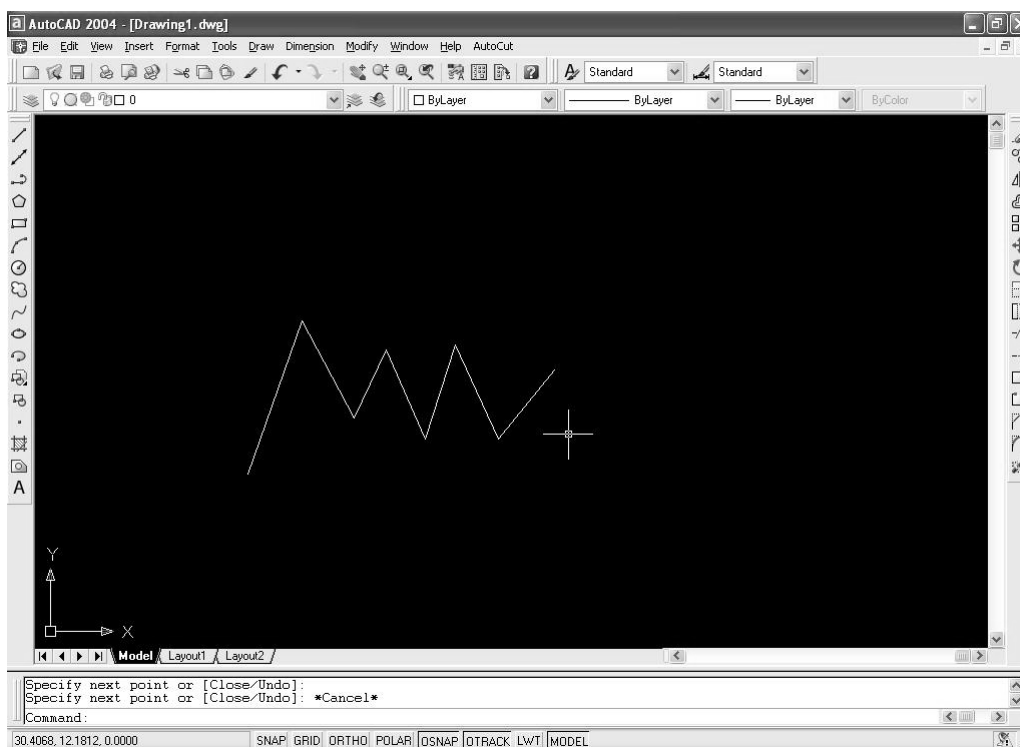 AutoCAD 2004 - [Drawing1.dwg]
File Edit View Insert Format Tools Draw Dimension Modify Window Help AutoCut
Standard Standard
0 ByLayer ByLayer ByLayer ByColor
A
Y
X
Model Layout1 Layout2
Specify next point or [Close/Undo]:
Specify next point or [Close/Undo]: *Cancel*
Command:
30.4068, 12.1812, 0.0000 SNAP GRID ORTHO POLAR OSNAP OTRACK LWT MODEL